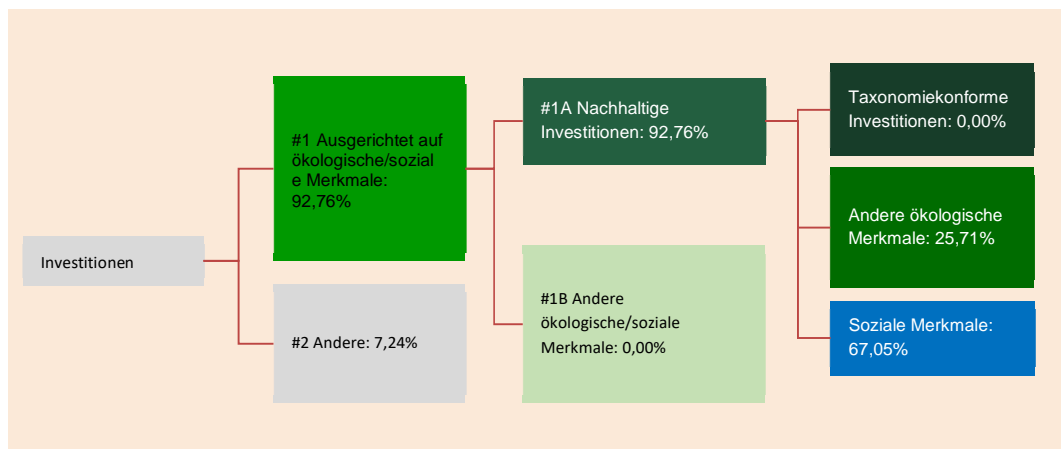 Investitionen
#1 Ausgerichtet auf
ökologische/sozial
e Merkmale:
92,76%
#2 Andere: 7,24%
#1A Nachhaltige
Investitionen: 92,76%
#1B Andere
ökologische/soziale
Merkmale: 0,00%
Taxonomiekonforme
Investitionen: 0,00%
Andere ökologische
Merkmale: 25,71%
Soziale Merkmale:
67,05%